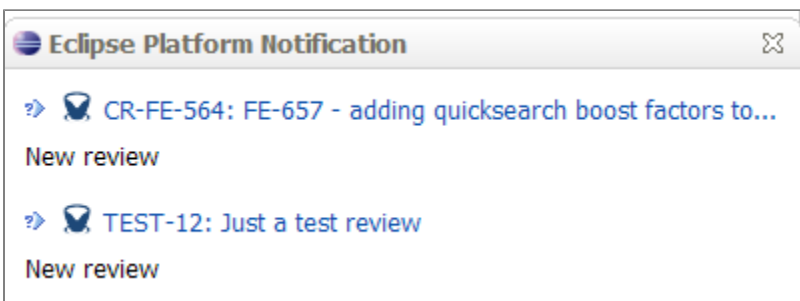 Eclipse Platform Notification
CR-FE-564: FE-657 - adding quicksearch boost factors to...
New review
TEST-12: Just a test review
New review